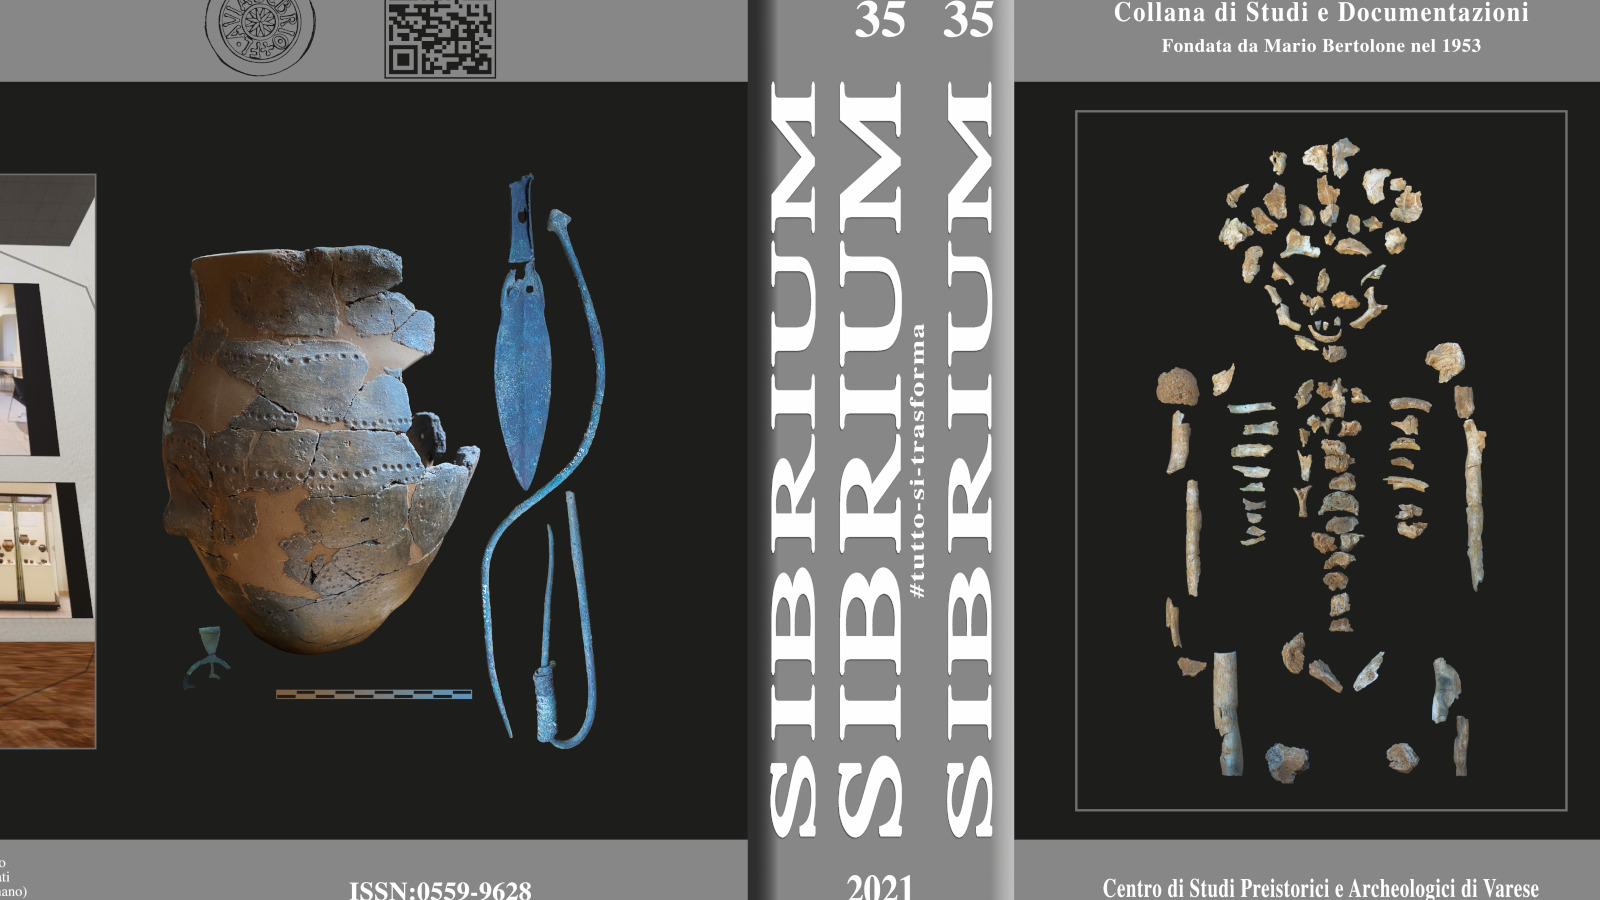 o
ISSN:0559-9628
35
35
SIBRIUM
SIBRIUM
#tutto-si-trasforma
SIBRIUM
2021
Collana di Studi e Documentazioni
Fondata da Mario Bertolone nel 1953
Centro di Studi Preistorici e Archeologici di Varese